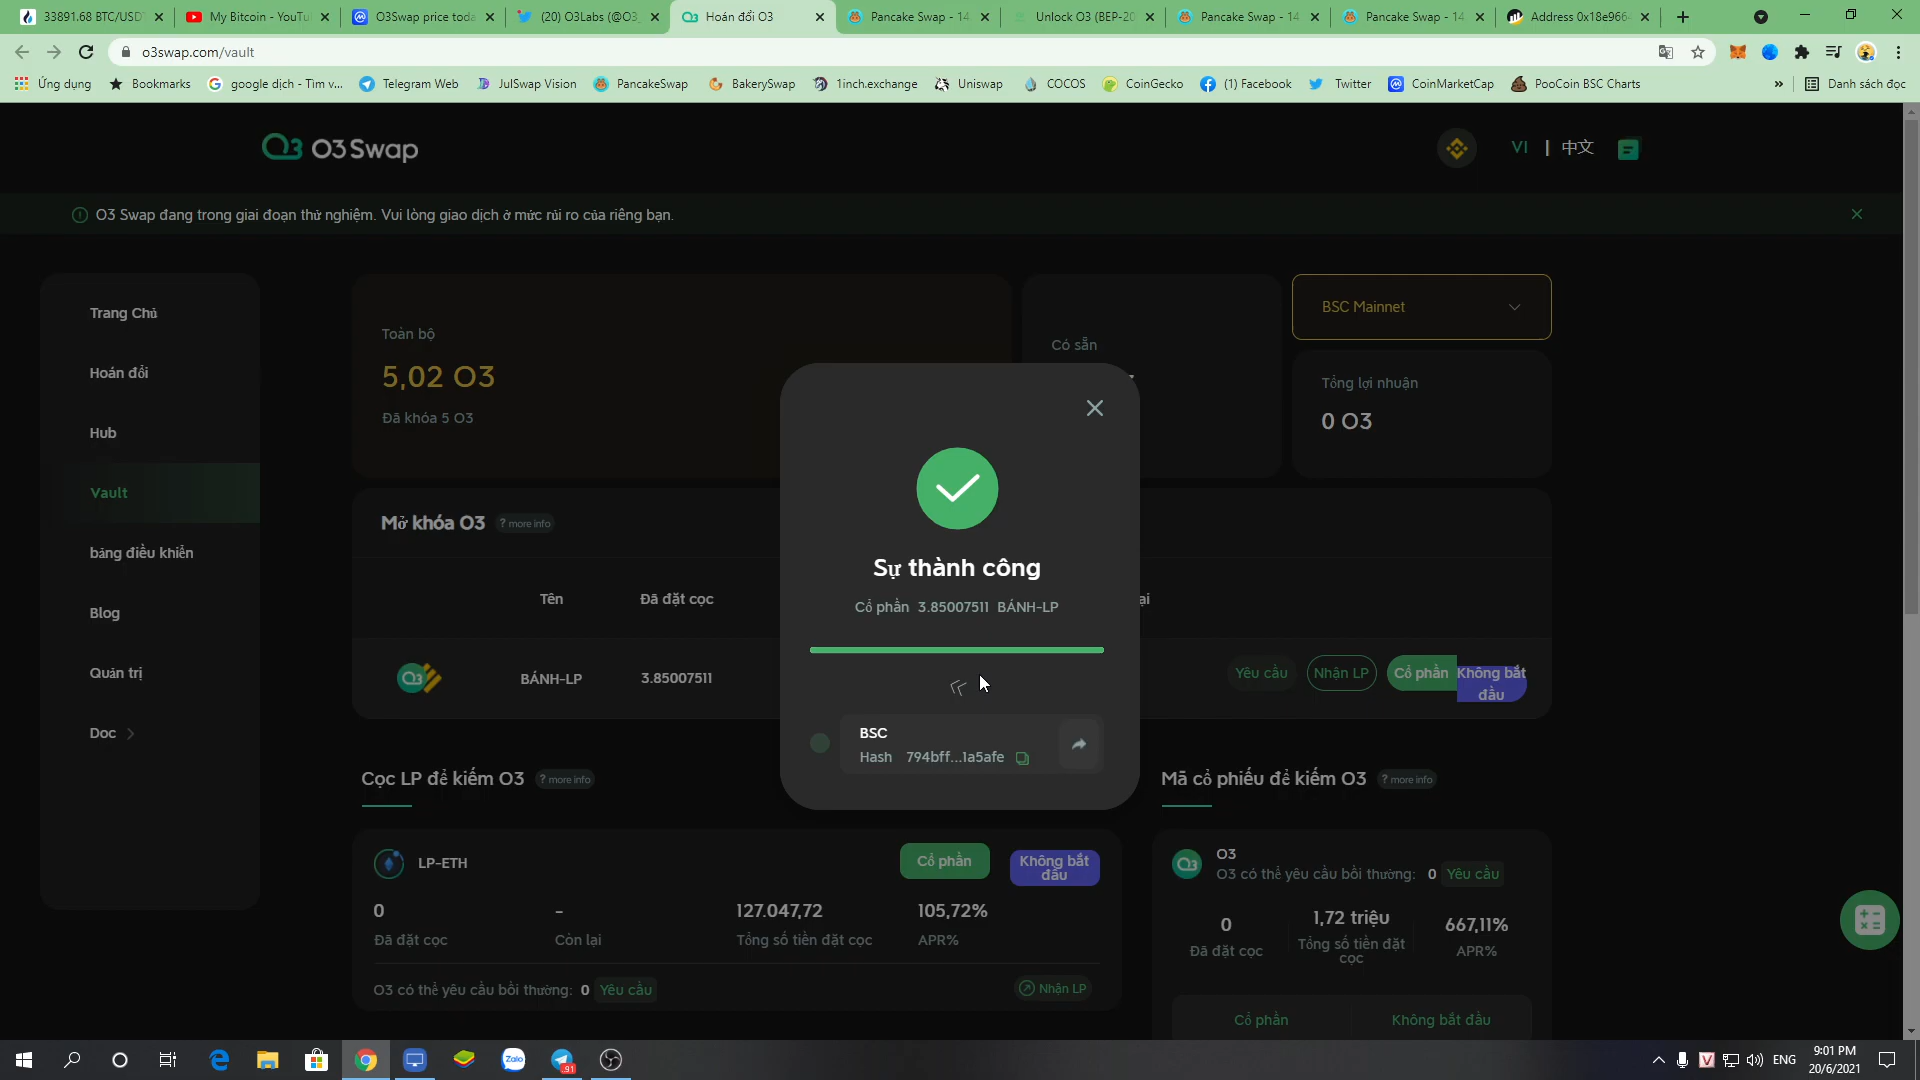 33891.68 BTC/USDT
My Bitcoin - YouTu
O3Swap price toda
(20) O3Labs (@O3_
Hoán đổi O3
Pancake Swap - 14
Unlock O3 (BEP-20
Pancake Swap - 14
Pancake Swap - 14
Address 0x18e966
o3swap.com/vault
Ứng dụng
Bookmarks
google dịch - Tìm v...
Telegram Web
JulSwap Vision
PancakeSwap
BakerySwap
1inch.exchange
Uniswap
COCOS
CoinGecko
(1) Facebook
Twitter
CoinMarketCap
PooCoin BSC Charts
»
Danh sách đọc
O3 Swap
VI | 中文
O3 Swap đang trong giai đoạn thử nghiệm. Vui lòng giao dịch ở mức rủi ro của riêng bạn.
Trang Chủ
Hoán đổi
Hub
Vault
bảng điều khiển
Blog
Quản trị
Doc
Toàn bộ
5,02 O3
Đã khóa 5 O3
Có sẵn
BSC Mainnet
Tổng lợi nhuận
0 O3
Mở khóa O3
? more info
Tên
Đã đặt cọc
BÁNH-LP
3.85007511
Yêu cầu
Nhận LP
Cổ phần
Không bắt
đầu
Sự thành công
Cổ phần 3.85007511 BÁNH-LP
BSC
Hash 794bff...1a5afe
Cọc LP để kiếm O3
? more info
LP-ETH
Cổ phần
Không bắt
đầu
0
-
127.047,72
105,72%
Đã đặt cọc
Còn lại
Tổng số tiền đặt cọc
APR%
O3 có thể yêu cầu bồi thường: 0 Yêu cầu
Nhận LP
Mã cổ phiếu để kiếm O3
? more info
O3
O3 có thể yêu cầu bồi thường: 0 Yêu cầu
0
1,72 triệu
667,11%
Đã đặt cọc
Tổng số tiền đặt
cọc
APR%
Cổ phần
Không bắt đầu
Zalo
91
ENG
9:01 PM
20/6/2021